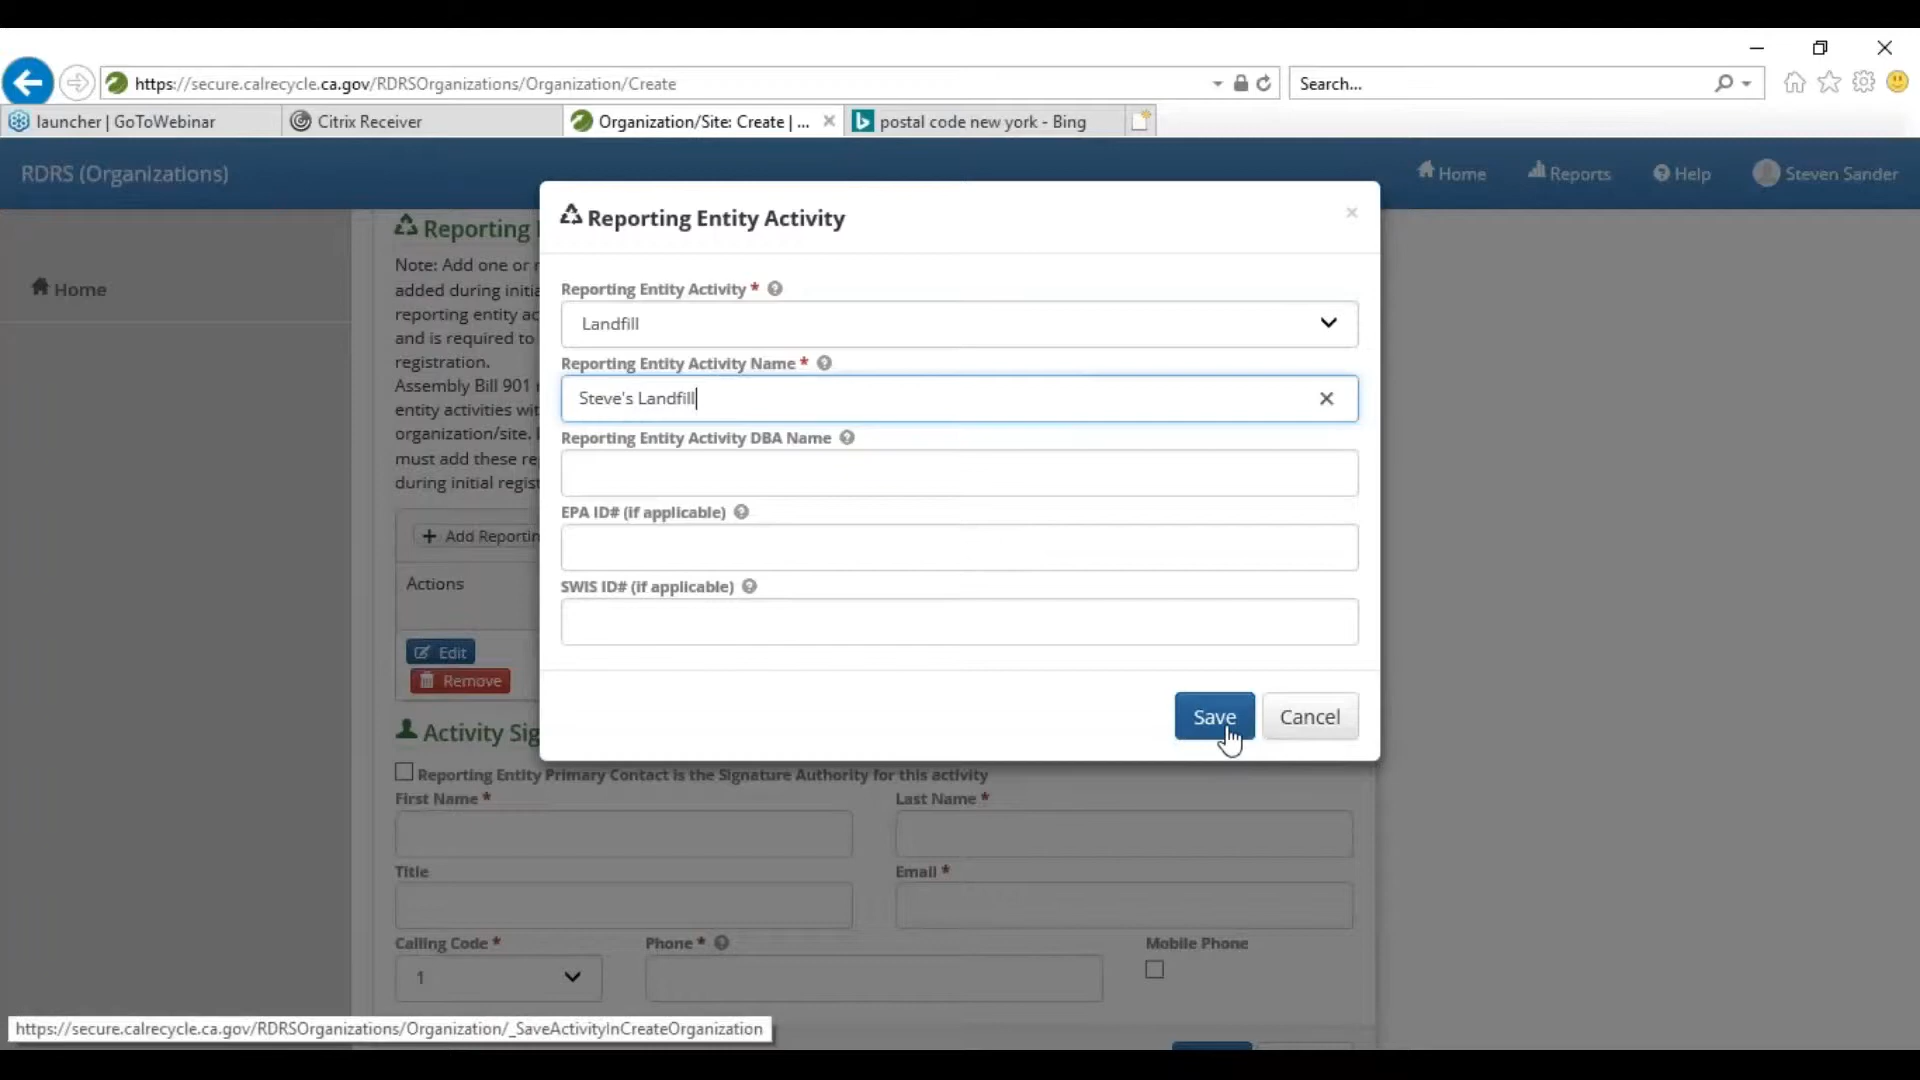 https://secure.calrecycle.ca.gov/RDRSOrganizations/Organization/Create
Search...
launcher | GoToWebinar
Citrix Receiver
Organization/Site: Create | ...
postal code new york - Bing
RDRS (Organizations)
Home
Reports
Help
Steven Sander
Home
Reporting
Note: Add one or
added during initia
reporting entity ac
and is required to
registration.
Assembly Bill 901
entity activities wit
organization/site.
must add these re
during initial regist
+ Add Reportin
Actions
Edit
Remove
Reporting Entity Activity
Reporting Entity Activity *
Landfill
Reporting Entity Activity Name *
Steve's Landfill
Reporting Entity Activity DBA Name
EPA ID# (if applicable)
SWIS ID# (if applicable)
Save
Cancel
Activity Sig
Reporting Entity Primary Contact is the Signature Authority for this activity
First Name *
Last Name *
Title
Email *
Calling Code *
Phone *
Mobile Phone
1
https://secure.calrecycle.ca.gov/RDRSOrganizations/Organization/_SaveActivityInCreateOrganization